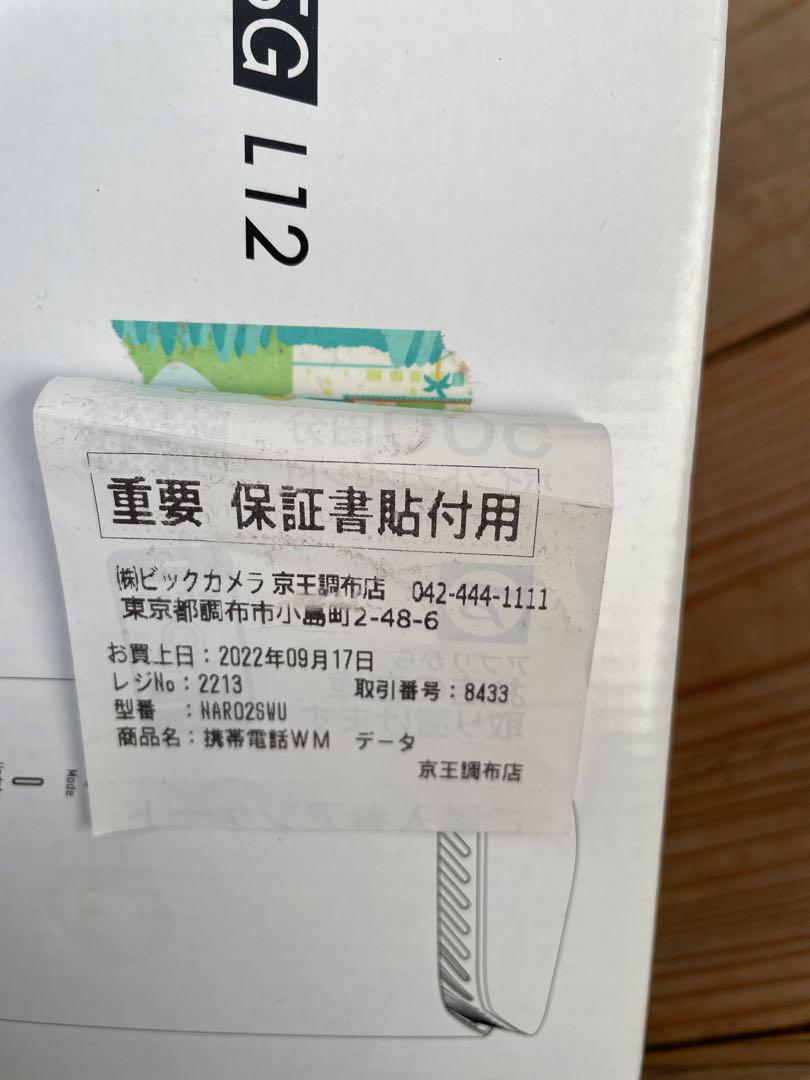 5G L12
重要 保証書貼付用
㈱ビックカメラ 京王調布店 042-444-1111
東京都調布市小島町2-48-6
お買上日：2022年09月17日
レジNo：2213 取引番号：8433
型番 ：NAR02SWU
商品名：携帯電話WM データ
京王調布店
Mode